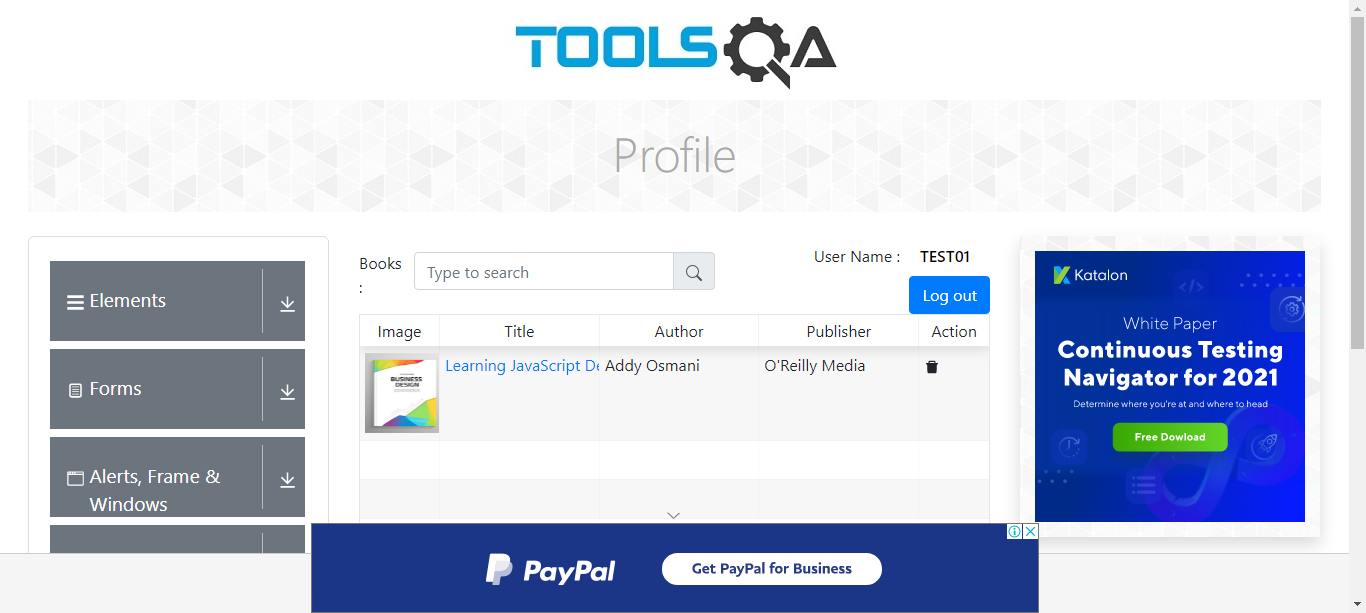 TOOLSQA
Profile
Elements
Forms
Alerts, Frame &
Windows
Books
:
Type to search
User Name : TEST01
Log out
Image Title Author Publisher Action
BUSINESS
DESIGN
Learning JavaScript De Addy Osmani O'Reilly Media
Katalon
White Paper
Continuous Testing
Navigator for 2021
Determine where you're at and where to head
Free Dowload
PayPal
Get PayPal for Business